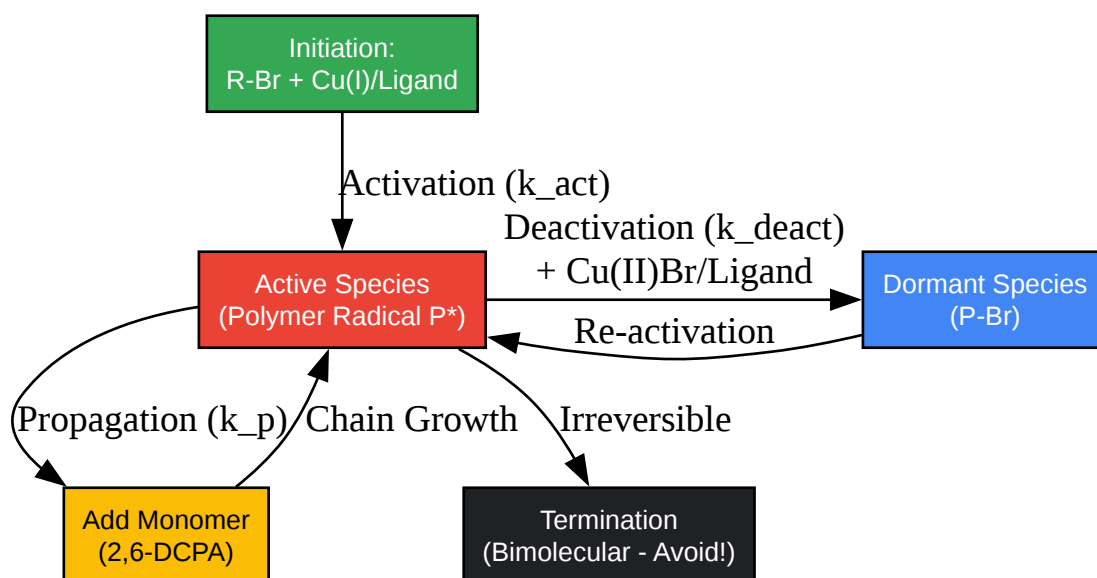 Initiation:
R-Br + Cu(I)/Ligand
Activation (k_act)
Deactivation (k_deact)
+ Cu(II)Br/Ligand
Active Species
(Polymer Radical P*)
Dormant Species
(P-Br)
Re-activation
Propagation (k_p)
Chain Growth
Irreversible
Add Monomer
(2,6-DCPA)
Termination
(Bimolecular - Avoid!)